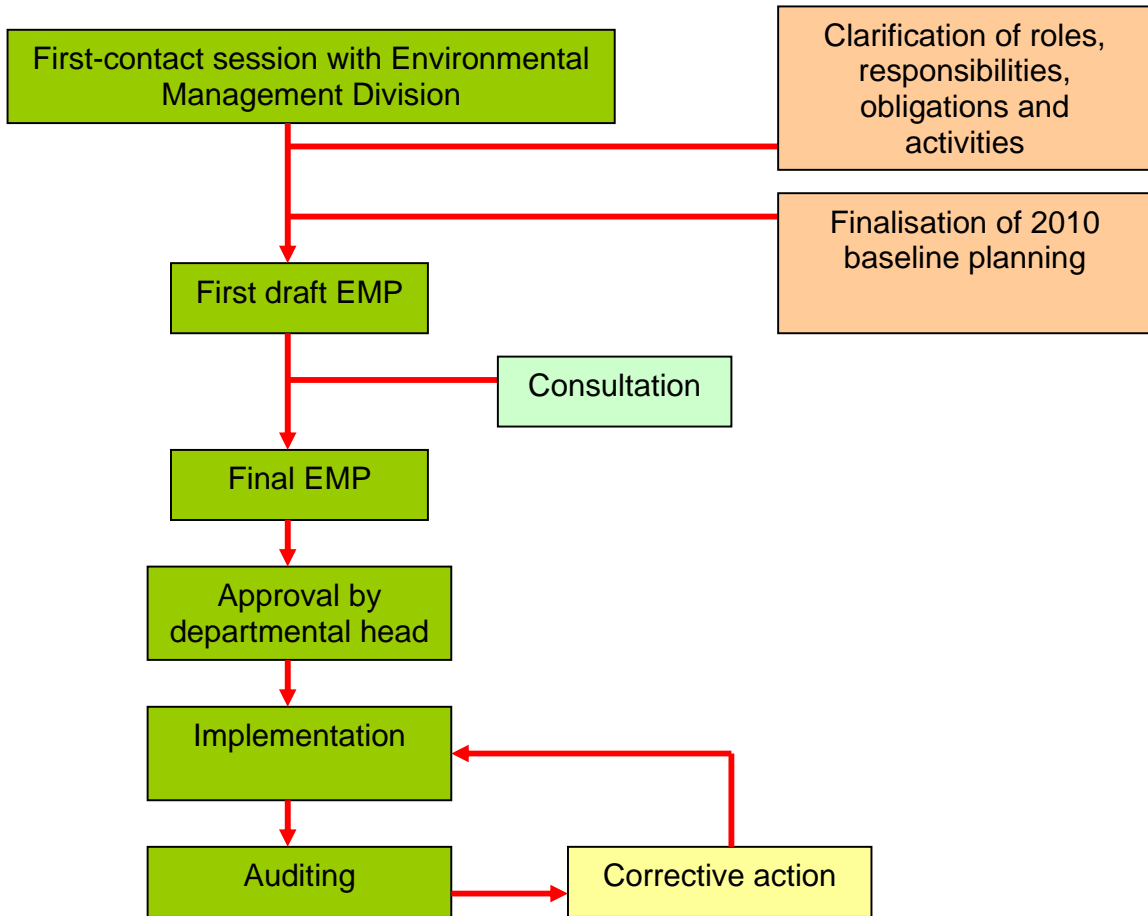 First-contact session with Environmental
Management Division
Clarification of roles,
responsibilities,
obligations and
activities
Finalisation of 2010
baseline planning
First draft EMP
Consultation
Final EMP
Approval by
departmental head
Implementation
Auditing
Corrective action